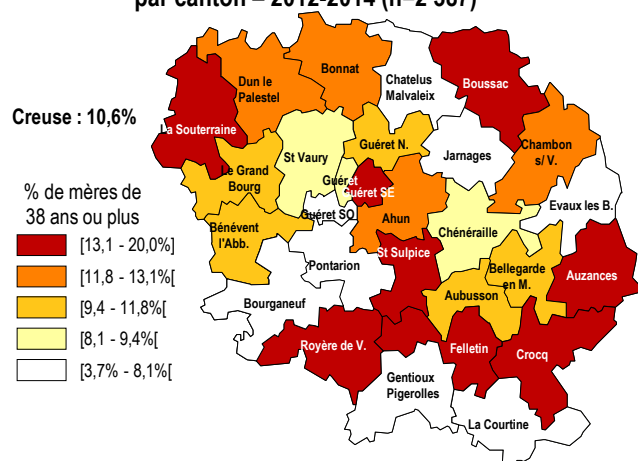 par canton – 2012-2014 (n=2 567)
Bonnat
Dun le
Palestel
Chatelus
Malvaleix
Boussac
Creuse : 10,6%
La Souterraine
Guéret N.
Chambon
s/ V.
St Vaury
Jarnages
Le Grand
Bourg
Guéret
Guéret SE
% de mères de
38 ans ou plus
Evaux les B.
Guéret SO
Ahun
Bénévent
l'Abb.
Chénéraille
[13,1 - 20,0%]
St Sulpice
Pontarion
Bellegarde
en M.
Auzances
[11,8 - 13,1%[
Aubusson
Bourganeuf
[9,4 - 11,8%[
[8,1 - 9,4%[
Royère de V.
Felletin
Crocq
[3,7% - 8,1%[
Gentioux
Pigerolles
La Courtine